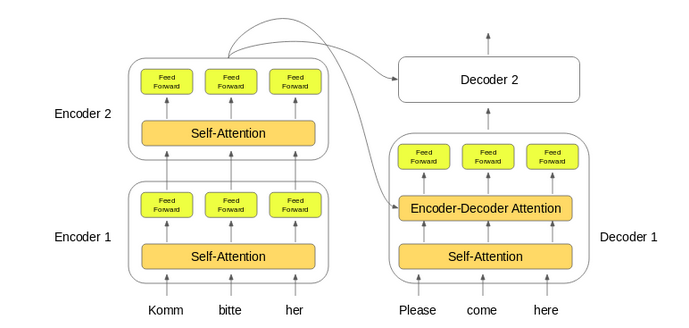 Encoder 2
Feed
Forward
Feed
Forward
Feed
Forward
Self-Attention
Encoder 1
Feed
Forward
Feed
Forward
Feed
Forward
Self-Attention
Komm bitte her
Decoder 2
Feed
Forward
Feed
Forward
Feed
Forward
Encoder-Decoder Attention
Decoder 1
Self-Attention
Please come here